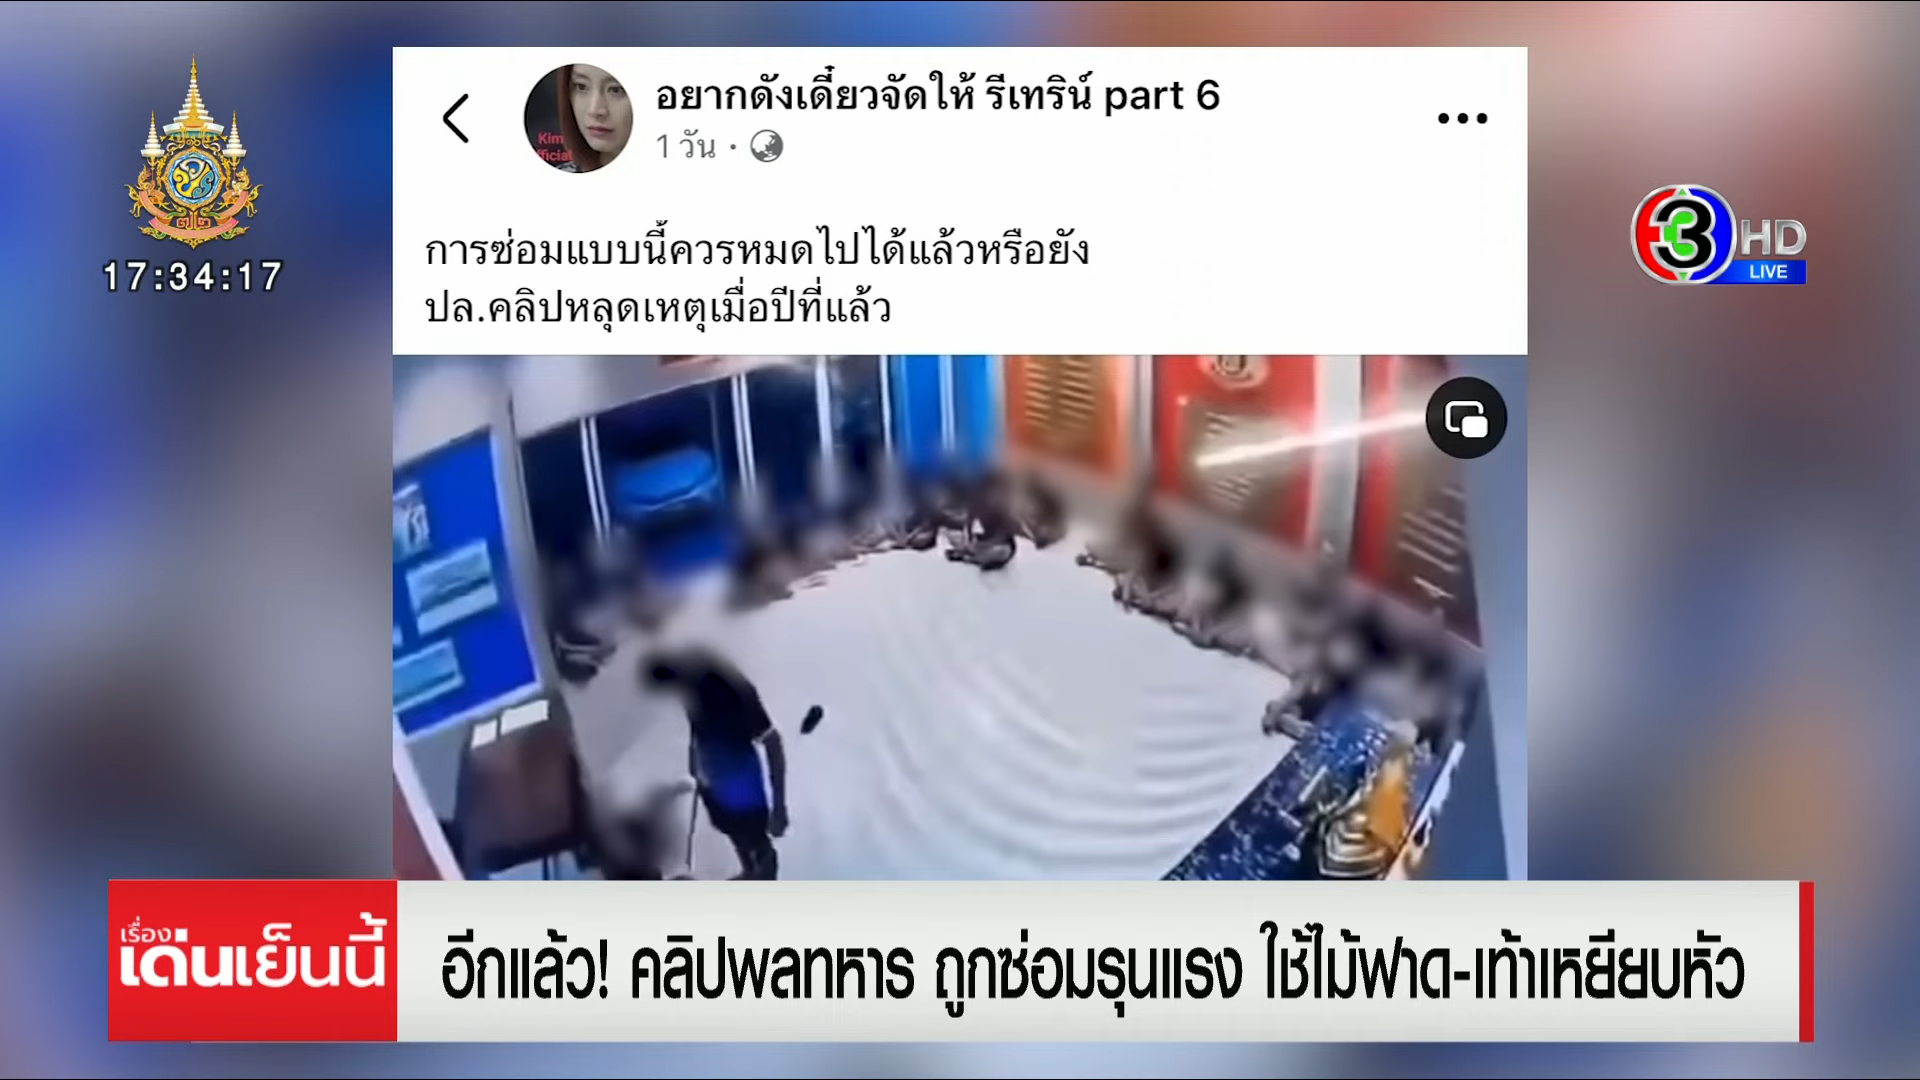 อยากดังเดี๋ยวจัดให้ รีเทริน์ part 6
1 วัน
การซ่อมแบบนี้ควรหมดไปได้แล้วหรือยัง
ปล.คลิปหลุดเหตุเมื่อปีที่แล้ว
17:34:17
3 HD
LIVE
เรื่อง
เด่นเย็นนี้
อีกแล้ว! คลิปพลทหาร ถูกซ่อมรุนแรง ใช้ไม้ฟาด-เท้าเหยียบหัว